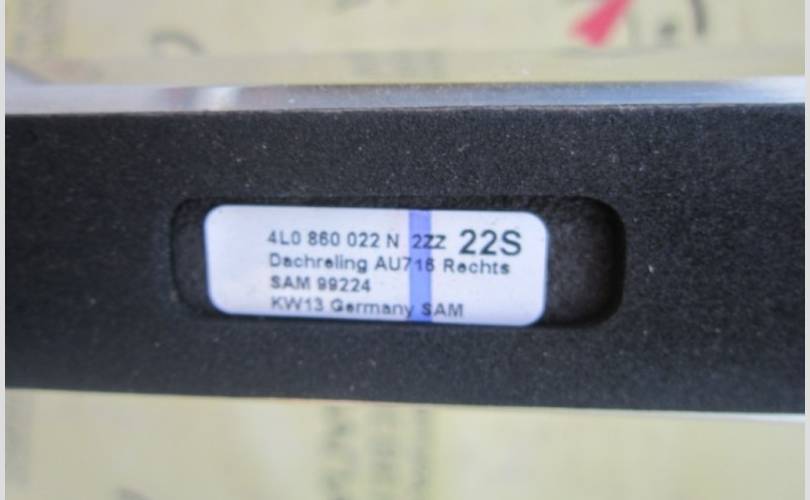 4L0 860 022 N 2ZZ 22S
Dachreling AU716 Rechts
SAM 99224
KW13 Germany SAM